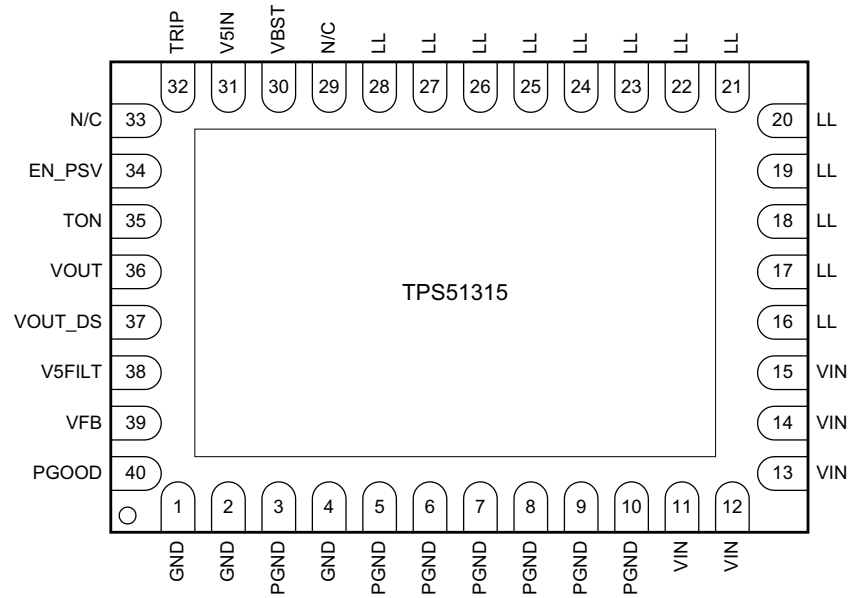 TRIP V5IN VBST N/C LL LL LL LL LL LL LL LL
32 31 30 29 28 27 26 25 24 23 22 21
N/C 33 20 LL
EN_PSV 34 19 LL
TON 35 18 LL
VOUT 36 17 LL
TPS51315
VOUT_DS 37 16 LL
V5FILT 38 15 VIN
VFB 39 14 VIN
PGOOD 40 13 VIN
1 2 3 4 5 6 7 8 9 10 11 12
GND GND PGND GND PGND PGND PGND PGND PGND PGND VIN VIN